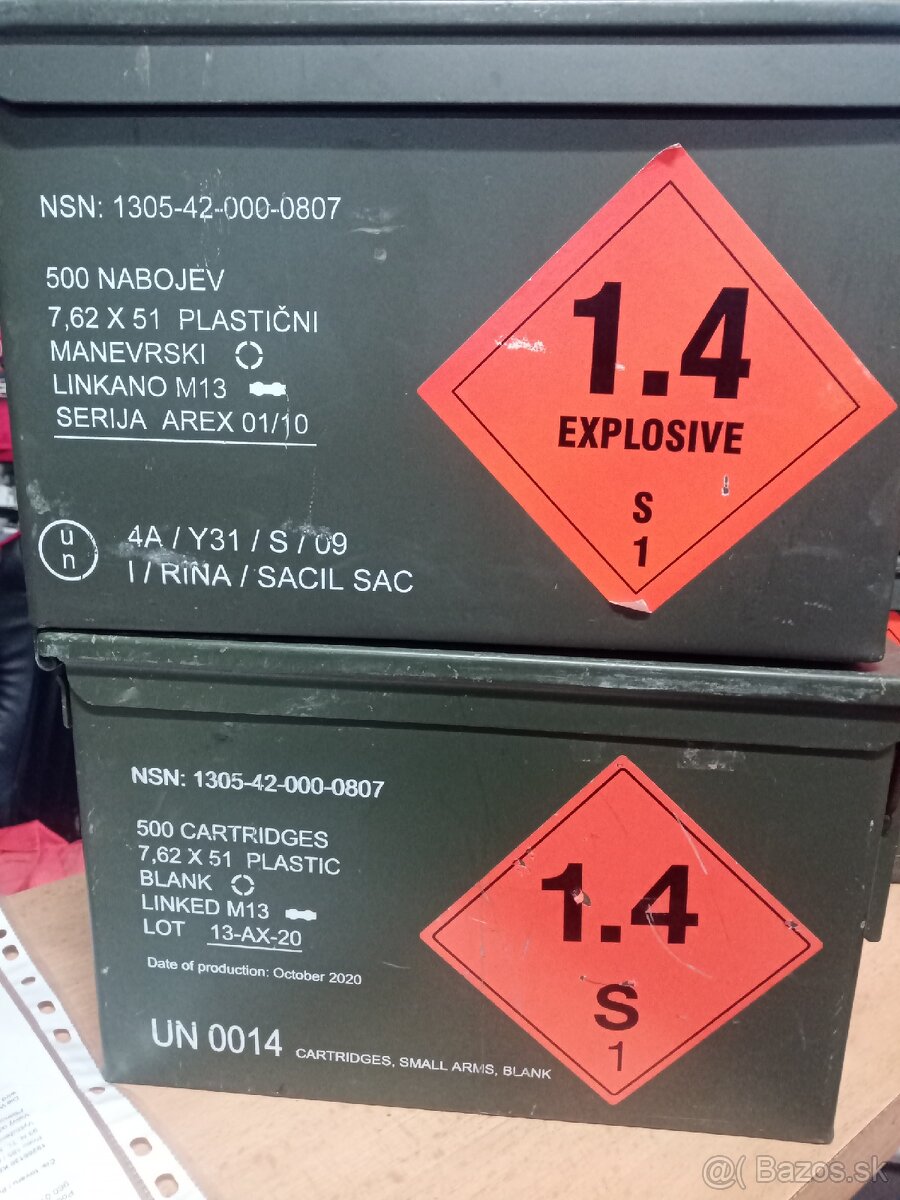 NSN: 1305-42-000-0807
500 NABOJEV
7,62 X 51 PLASTIČNI
MANEVRSKI
LINKANO M13
SERIJA AREX 01/10
un
4A / Y31 / S / 09
I / RINA / SACIL SAC
1.4
EXPLOSIVE
S
1
NSN: 1305-42-000-0807
500 CARTRIDGES
7,62 X 51 PLASTIC
BLANK
LINKED M13
LOT 13-AX-20
Date of production: October 2020
UN 0014 CARTRIDGES, SMALL ARMS, BLANK
1.4
S
1
@( Bazos.sk